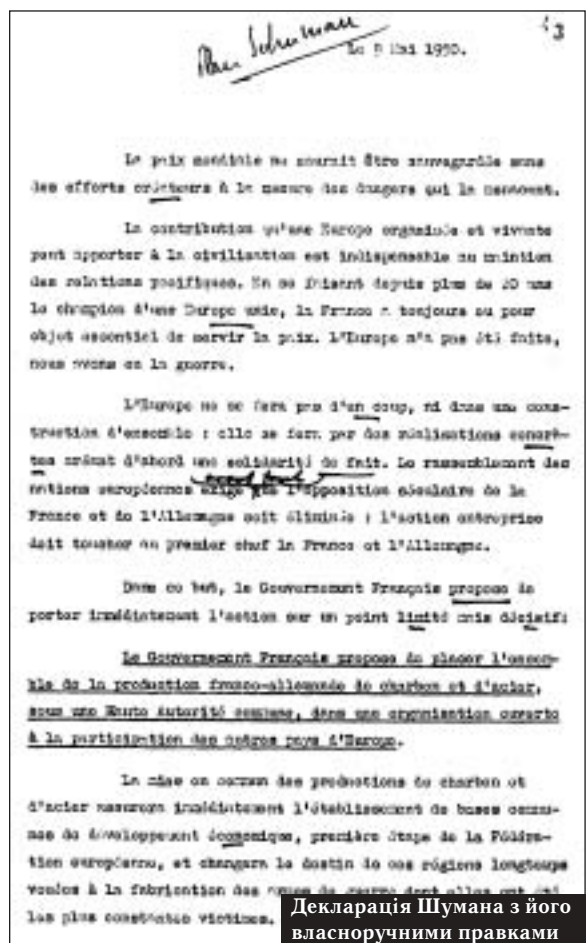 Plan Schuman
Le 9 Mai 1950.
La paix mondiale ne saurait être sauvegardée sans
des efforts créateurs à la mesure des dangers qui la menacent.
La contribution qu'une Europe organisée et vivante
peut apporter à la civilisation est indispensable au maintien
des relations pacifiques. En se faisant depuis plus de 20 ans
le champion d'une Europe unie, la France a toujours eu pour
objet essentiel de servir la paix. L'Europe n'a pas été faite,
nous avons eu la guerre.
L'Europe ne se fera pas d'un coup, ni dans une cons-
truction d'ensemble : elle se fera par des réalisations concrè-
tes créant d'abord une solidarité de fait. Le rassemblement des
nations européennes exige que l'opposition séculaire de la
France et de l'Allemagne soit éliminée : l'action entreprise
doit toucher au premier chef la France et l'Allemagne.
Dans ce but, le Gouvernement Français propose de
porter immédiatement l'action sur un point limité mais décisif:
Le Gouvernement Français propose de placer l'ensem-
ble de la production franco-allemande de charbon et d'acier,
sous une Haute Autorité commune, dans une organisation ouverte
à la participation des autres pays d'Europe.
La mise en commun des productions de charbon et
d'acier assurera immédiatement l'établissement de bases commu-
nes de développement économique, première étape de la Fédéra-
tion européenne, et changera le destin de ces régions longtemps
vouées à la fabrication des armes de guerre dont elles ont été
les plus constantes victimes.
Декларація Шумана з його
власноручними правками